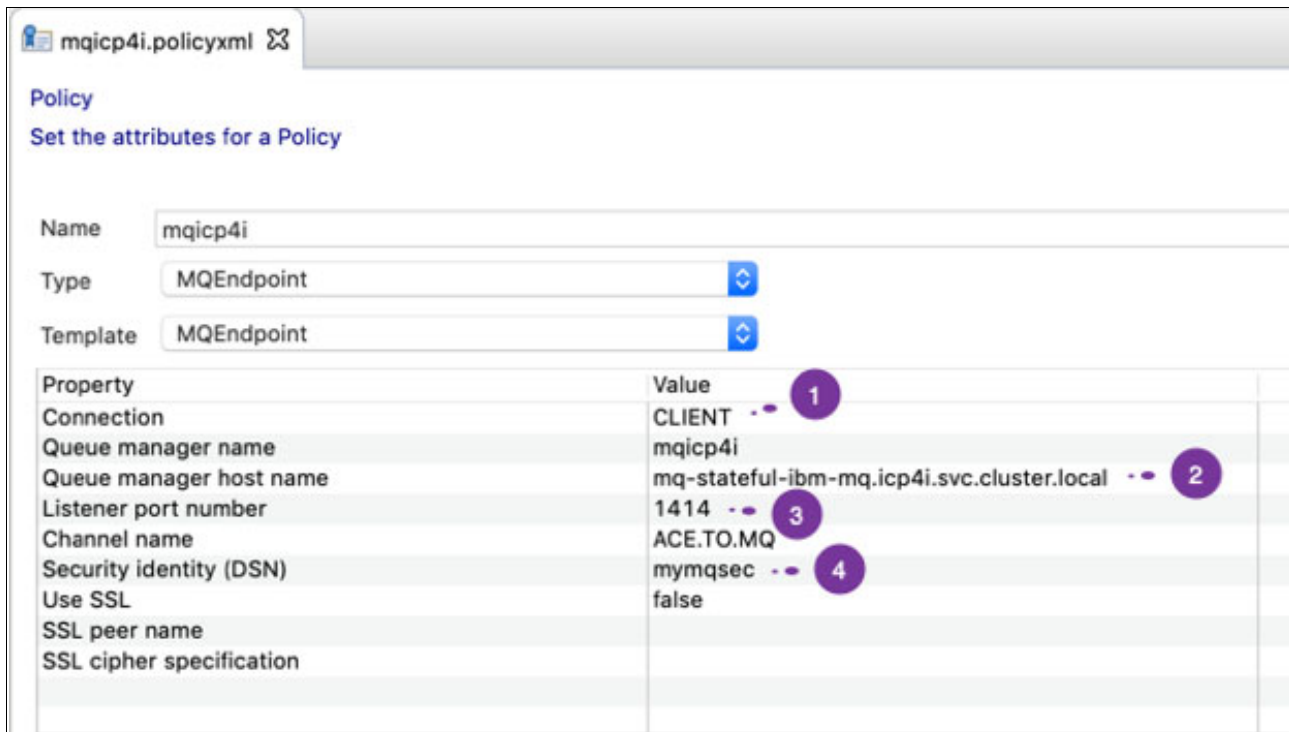 mqicp4i.policyxml
Policy
Set the attributes for a Policy
Name mqicp4i
Type MQEndpoint
Template MQEndpoint
Property Value
1
Connection CLIENT
Queue manager name mqicp4i
Queue manager host name mq-stateful-ibm-mq.icp4i.svc.cluster.local 2
Listener port number 1414 3
Channel name ACE.TO.MQ
Security identity (DSN) mymqsec 4
Use SSL false
SSL peer name
SSL cipher specification